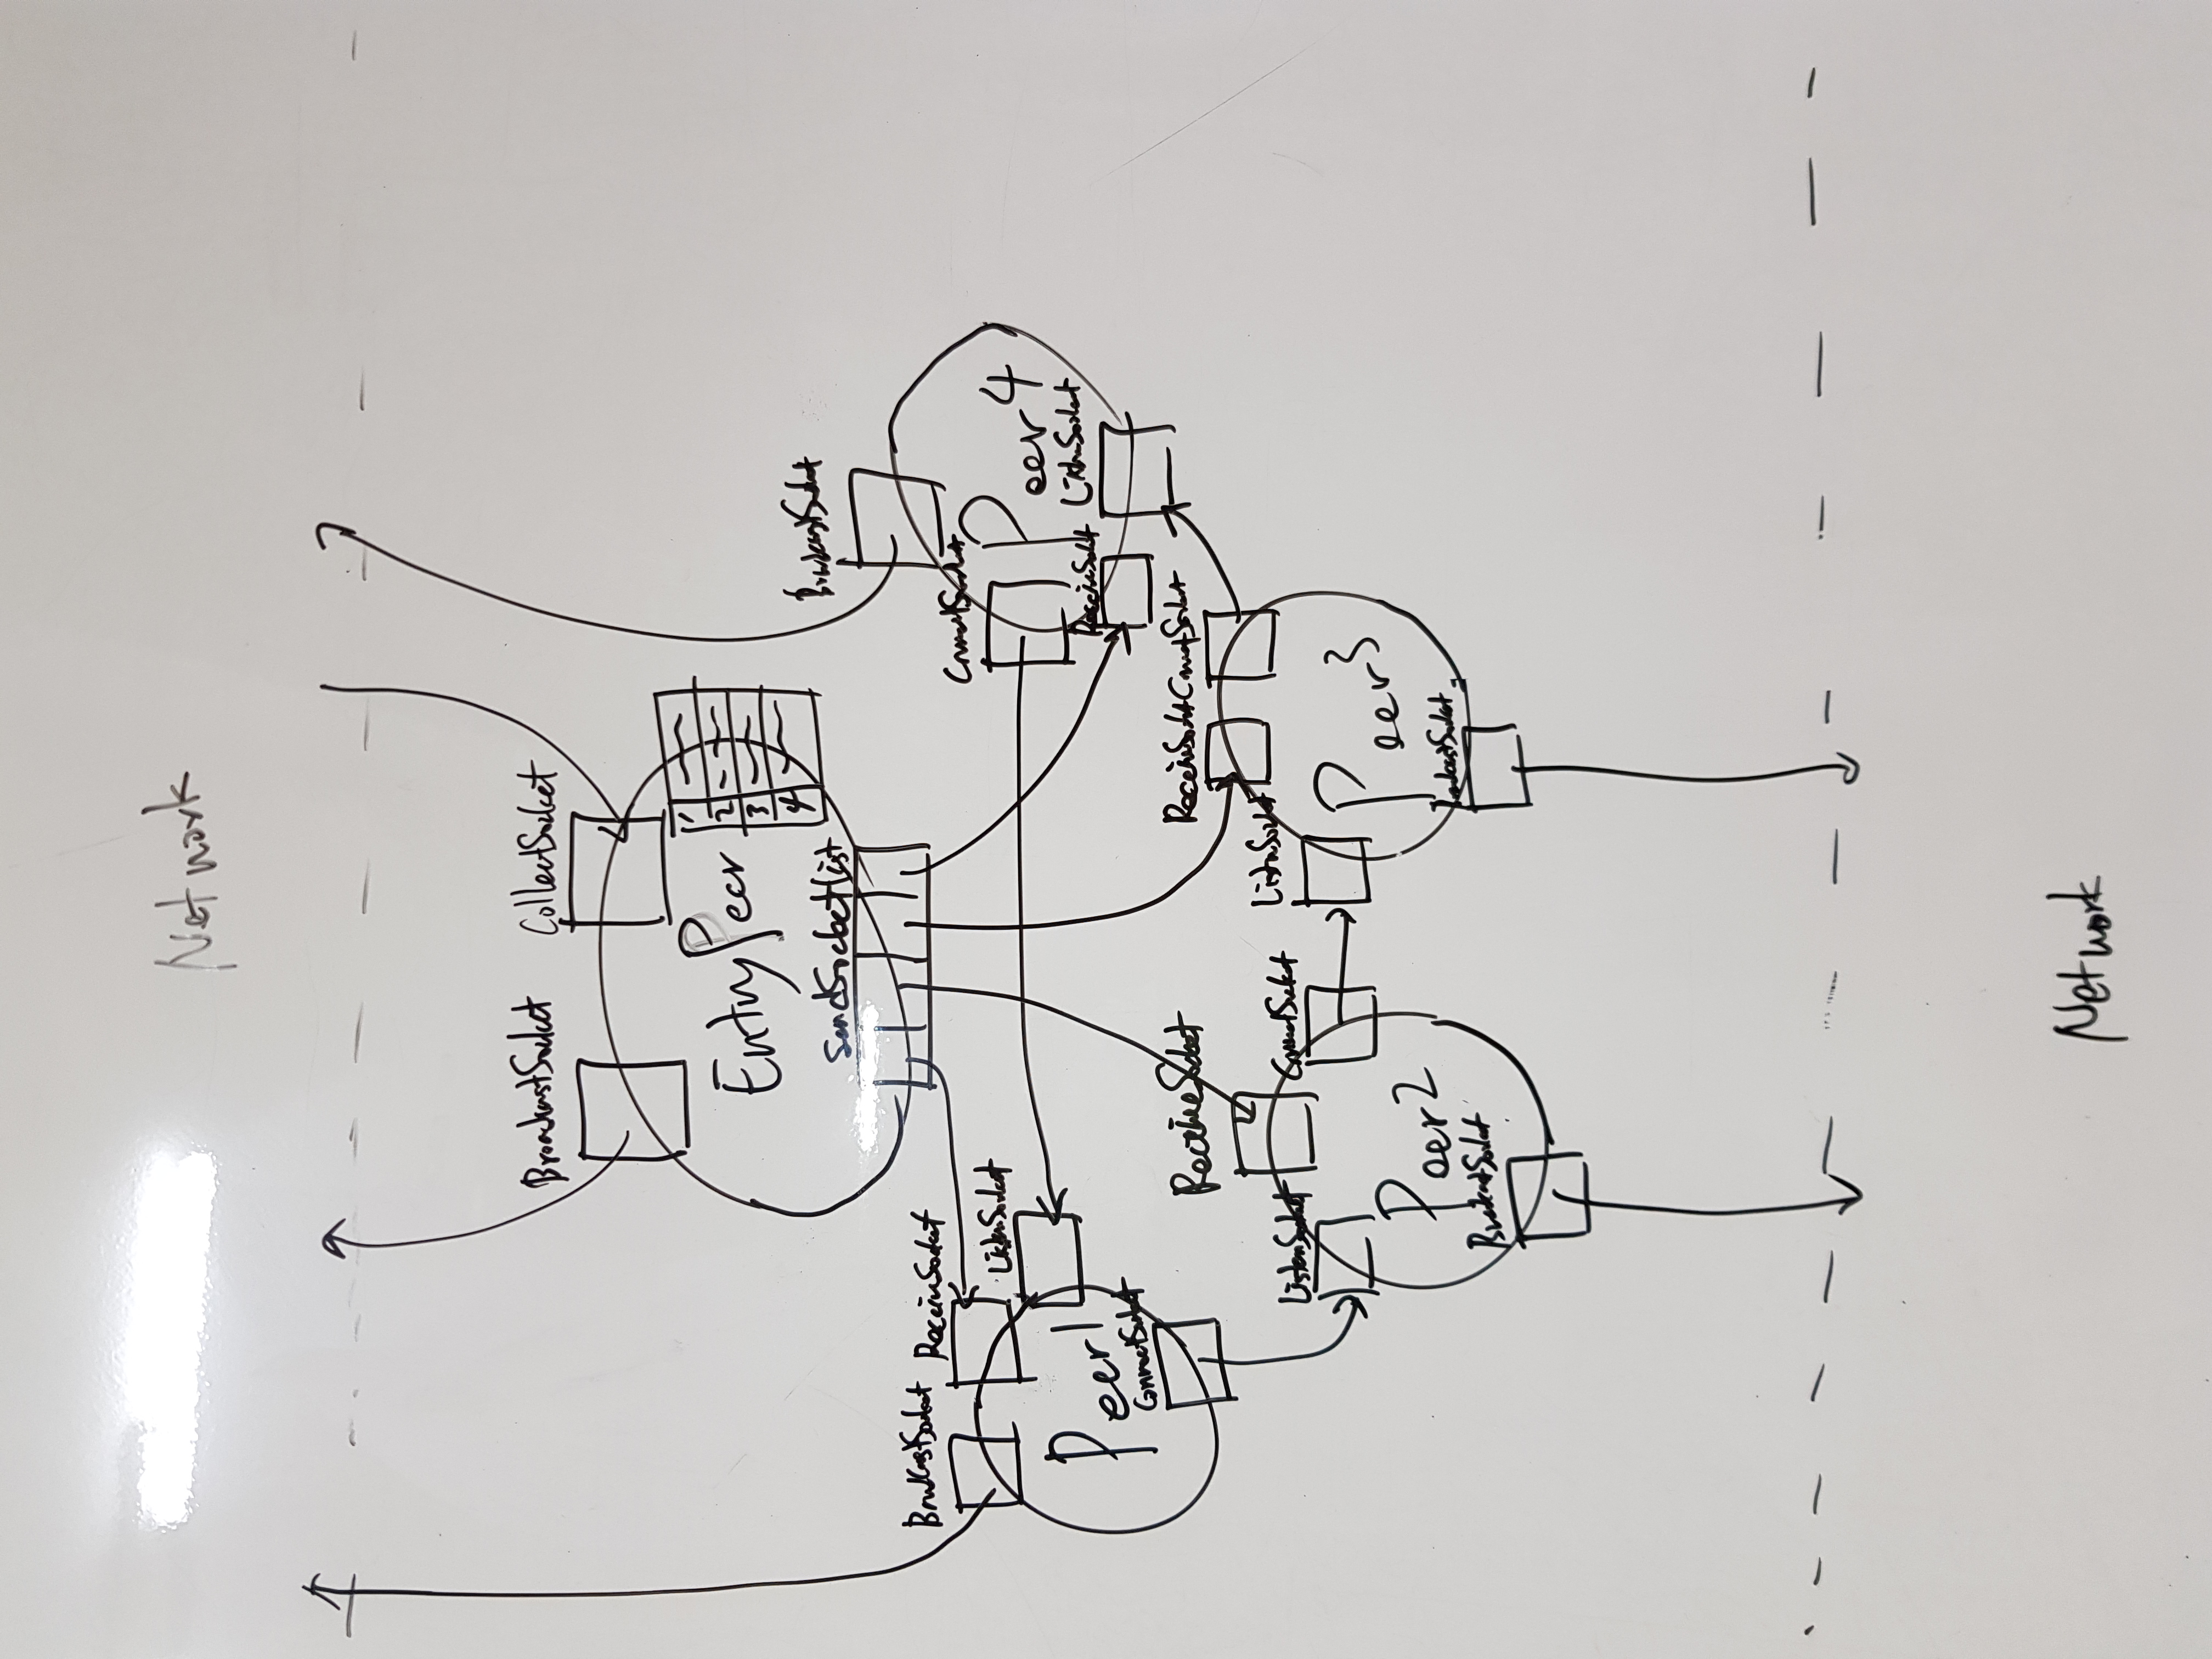 Network
BroadcastSocket
CollectSocket
EntryPeer
1
2
3
4
SendSocketList
BroadcastSocket
BroadcastSocket
ReceiveSocket
ListenSocket
ConnectSocket
Peer1
Peer4
ConnectSocket
ReceiveSocket
ListenSocket
ReceiveSocket
ReceiveSocket
ConnectSocket
ListenSocket
ConnectSocket
ListenSocket
Peer2
Peer3
BroadcastSocket
BroadcastSocket
Network